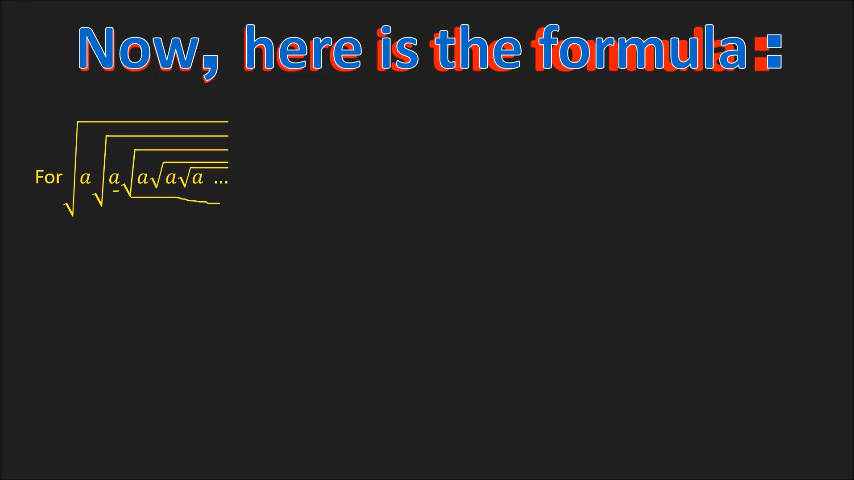 Now, here is the formula:
For √a√a√a√a√a ...